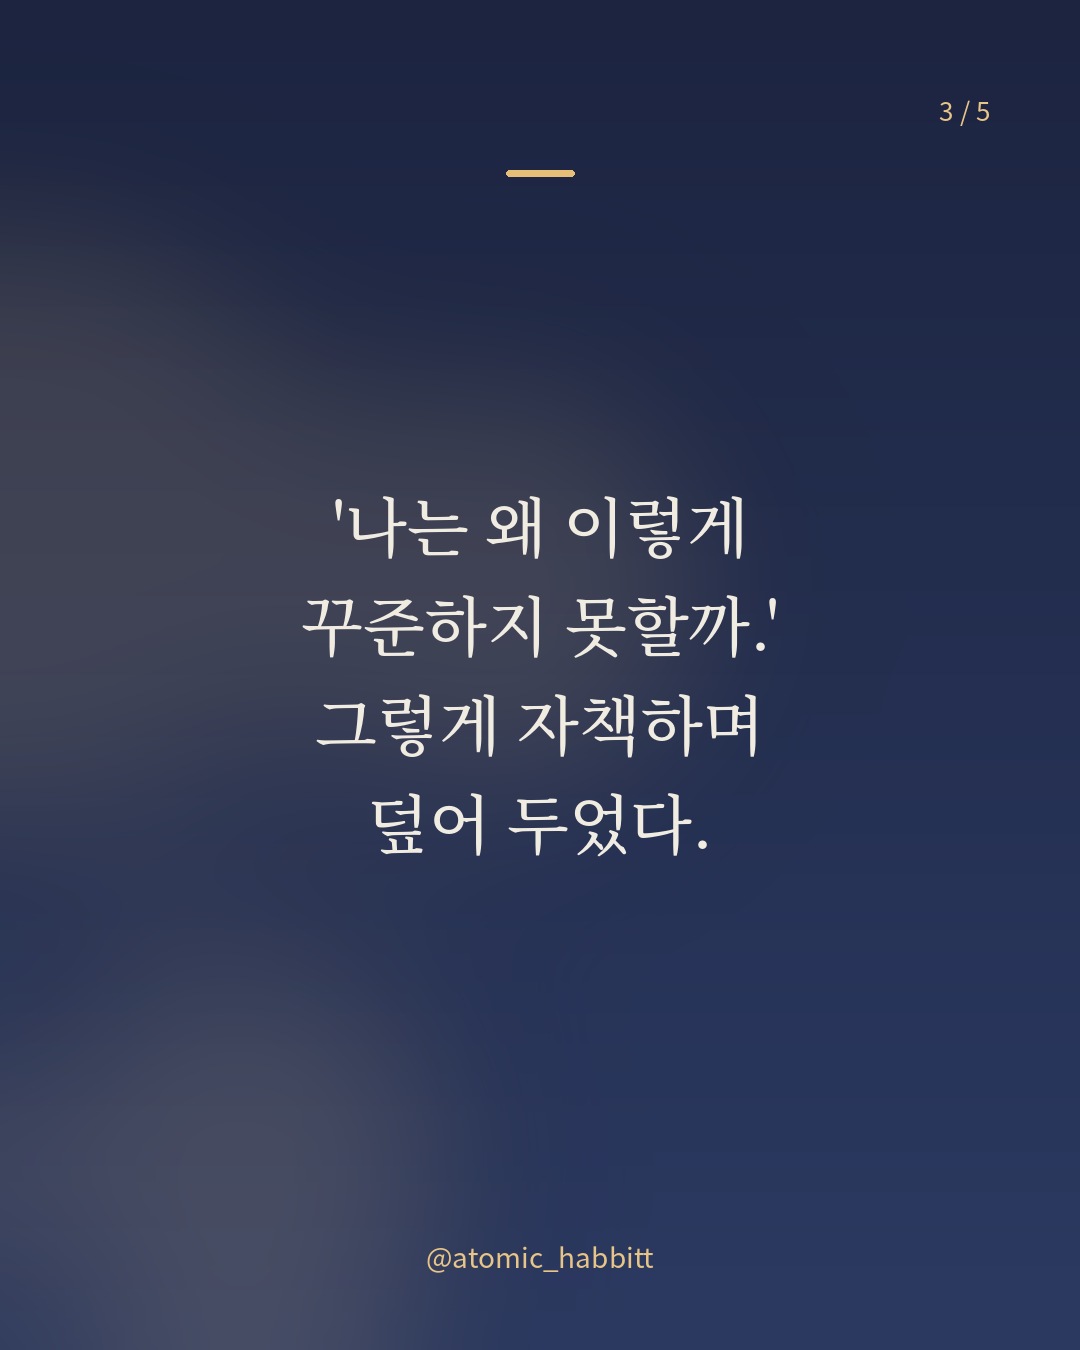 3 / 5
'나는 왜 이렇게
꾸준하지 못할까.'
그렇게 자책하며
덮어 두었다.
@atomic_habbitt